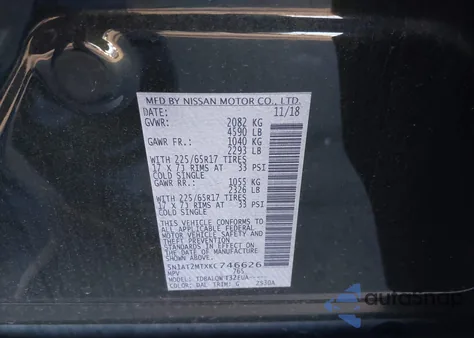 MFD BY NISSAN MOTOR CO., LTD.
DATE: 11/18
GVWR: 2082 KG
4590 LB
GAWR FR.: 1040 KG
2293 LB
WITH 225/65R17 TIRES
17 X 7J RIMS AT 33 PSI
COLD SINGLE
GAWR RR.: 1055 KG
2326 LB
WITH 225/65R17 TIRES
17 X 7J RIMS AT 33 PSI
COLD SINGLE
THIS VEHICLE CONFORMS TO ALL
APPLICABLE FEDERAL
MOTOR VEHICLE SAFETY AND
THEFT PREVENTION STANDARDS
IN EFFECT ON THE DATE OF
MANUFACTURE SHOWN ABOVE.
746626
MPV
COLOR: TRIM: G
AutoSnap